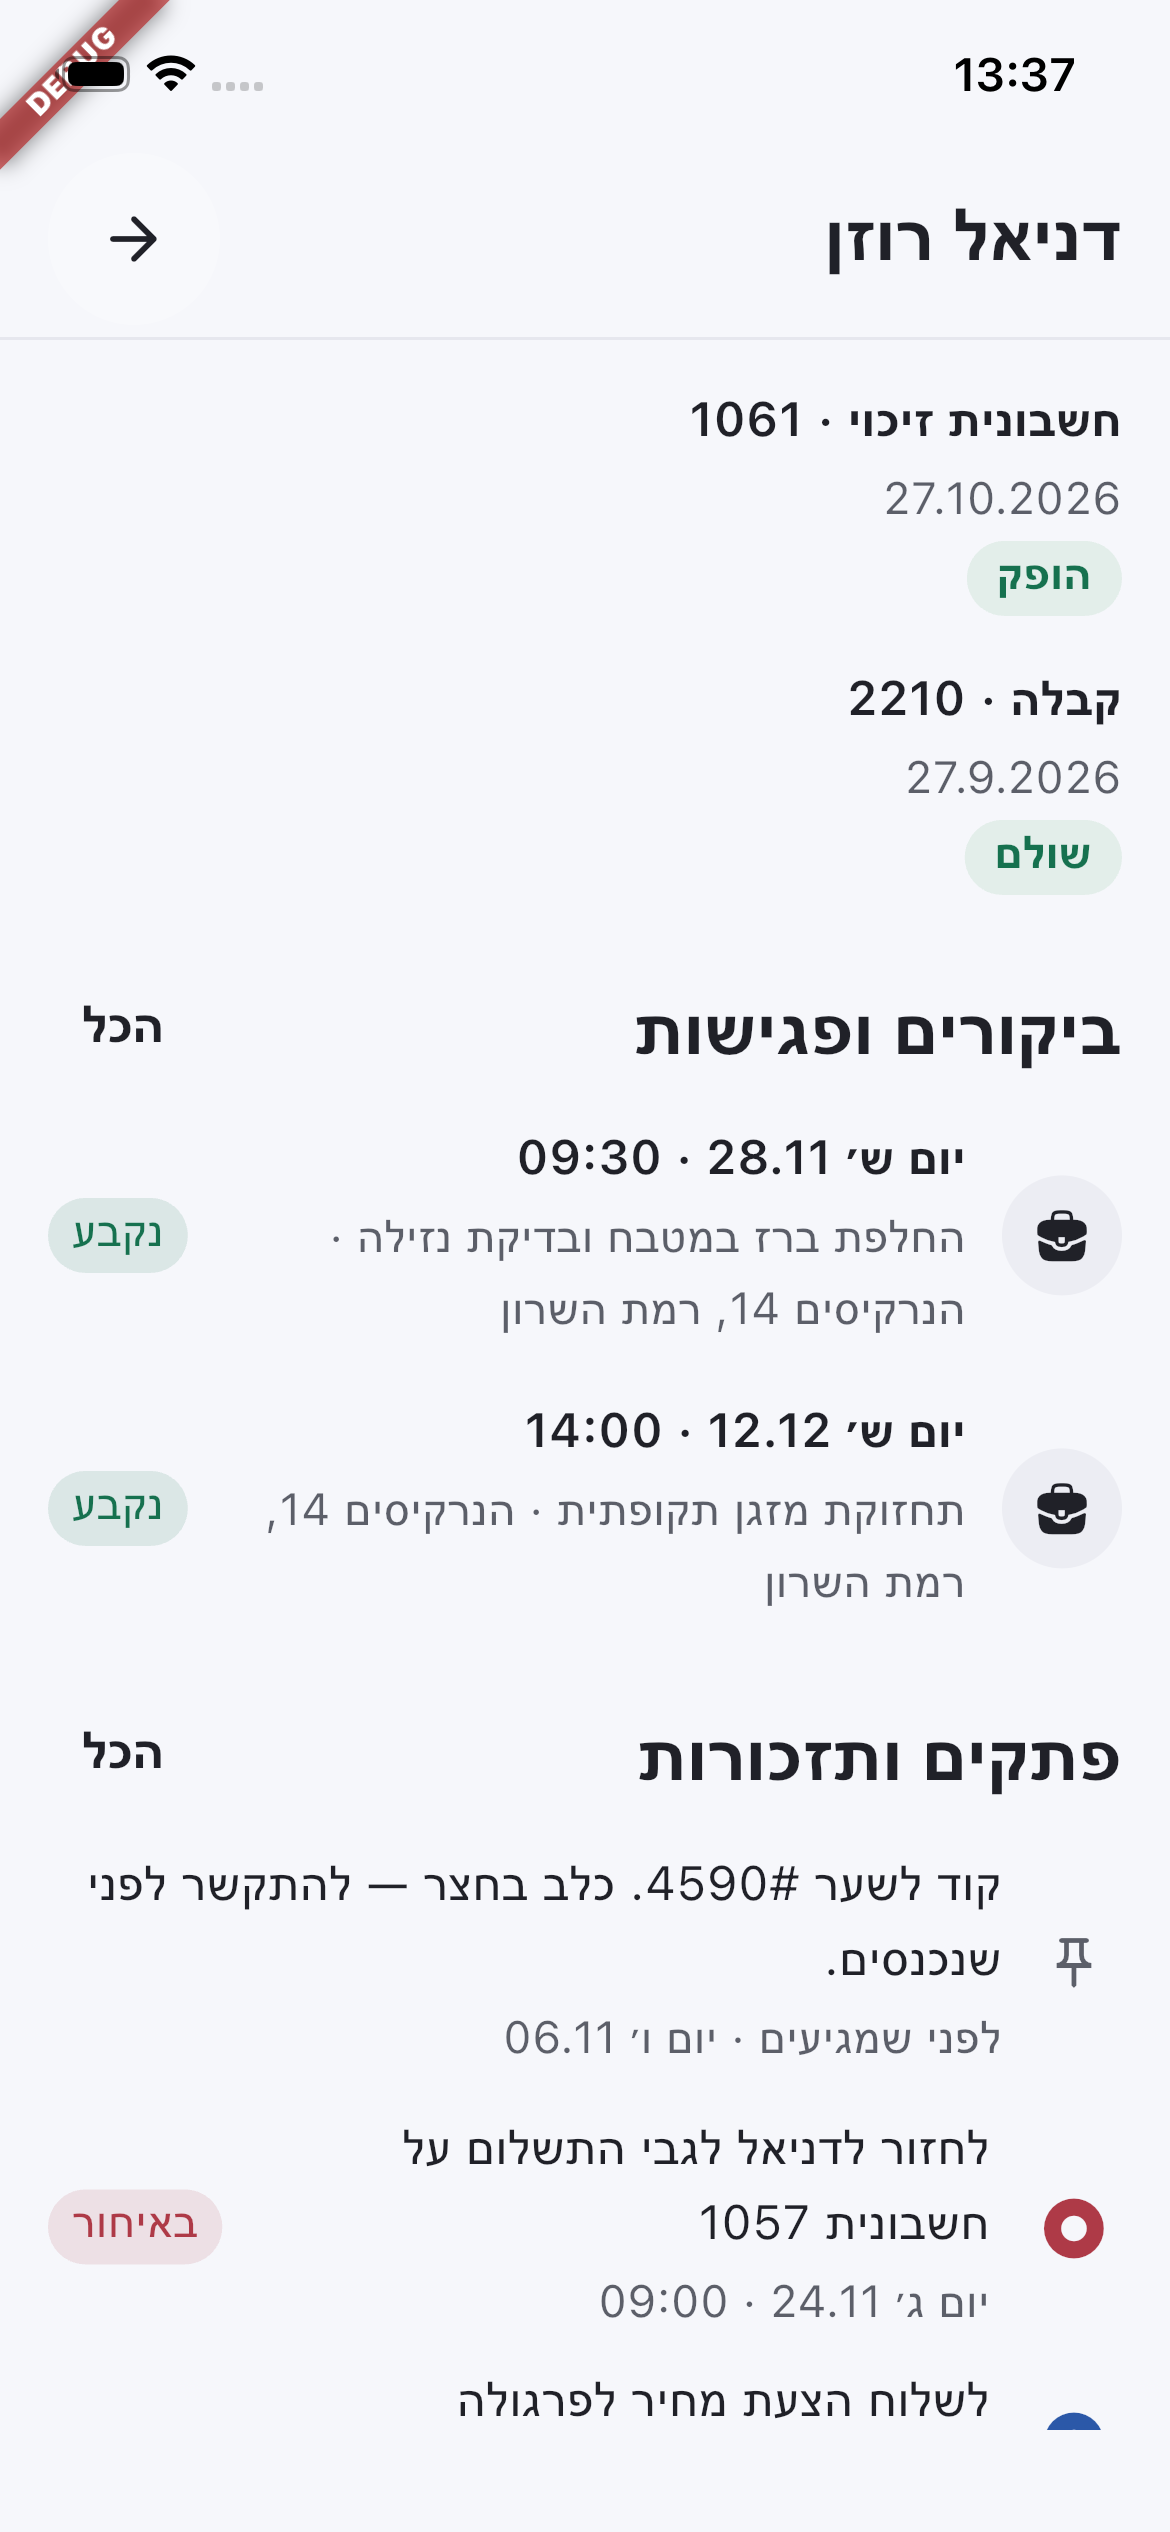 13:37
DEBUG
דניאל רוזן
חשבונית זיכוי · 1061
27.10.2026
הופק
קבלה · 2210
27.9.2026
שולם
ביקורים ופגישות
הכל
יום ש׳ 28.11 · 09:30
החלפת ברז במטבח ובדיקת נזילה ·
הנרקיסים 14, רמת השרון
נקבע
יום ש׳ 12.12 · 14:00
תחזוקת מזגן תקופתית · הנרקיסים 14,
רמת השרון
נקבע
פתקים ותזכורות
הכל
קוד לשער 4590#. כלב בחצר — להתקשר לפני
שנכנסים.
לפני שמגיעים · יום ו׳ 06.11
לחזור לדניאל לגבי התשלום על
חשבונית 1057
יום ג׳ 24.11 · 09:00
באיחור
לשלוח הצעת מחיר לפרגולה